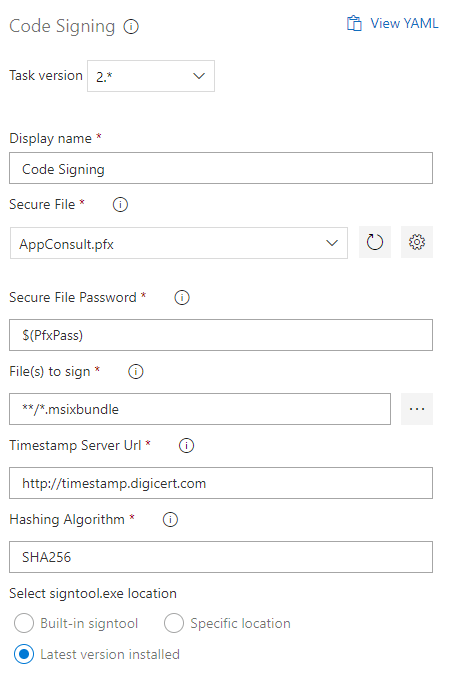 Code Signing
View YAML
Task version 2.*
Display name *
Code Signing
Secure File *
AppConsult.pfx
Secure File Password *
$(PfxPass)
File(s) to sign *
**/*.msixbundle
...
Timestamp Server Url *
http://timestamp.digicert.com
Hashing Algorithm *
SHA256
Select signtool.exe location
Built-in signtool Specific location
Latest version installed